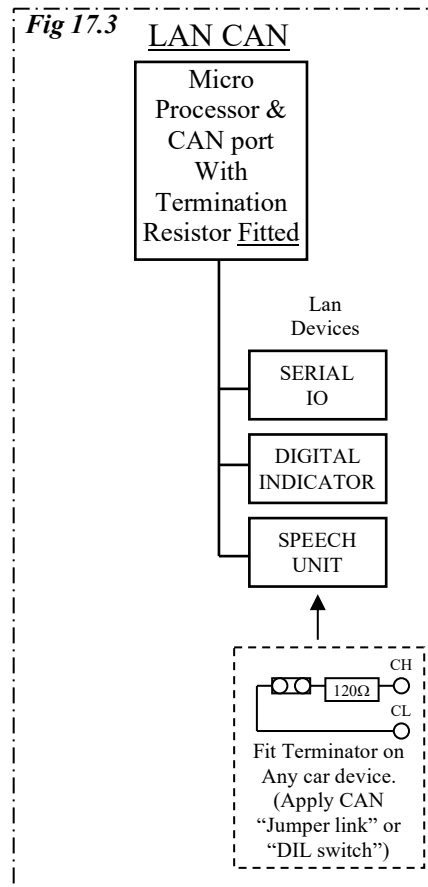 Fig 17.3
LAN CAN
Micro
Processor &
CAN port
With
Termination
Resistor Fitted
Lan
Devices
SERIAL
IO
DIGITAL
INDICATOR
SPEECH
UNIT
CH
120Ω
CL
Fit Terminator on
Any car device.
(Apply CAN
“Jumper link” or
“DIL switch”)